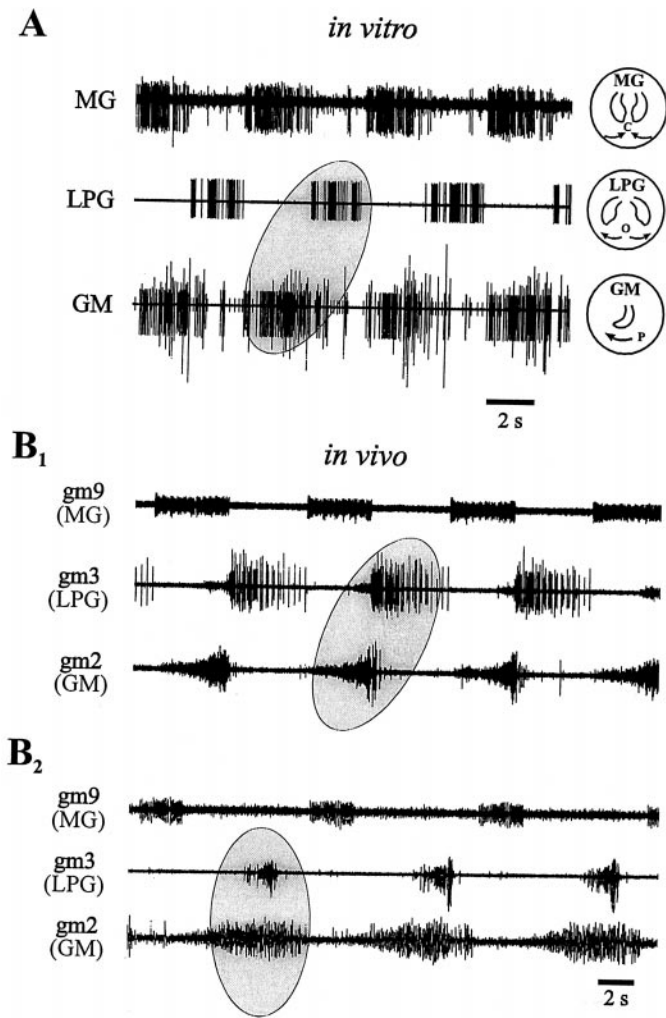 A
in vitro
MG
MG
C
LPG
LPG
O
GM
GM
P
2 s
B1
in vivo
gm9
(MG)
gm3
(LPG)
gm2
(GM)
B2
gm9
(MG)
gm3
(LPG)
gm2
(GM)
2 s